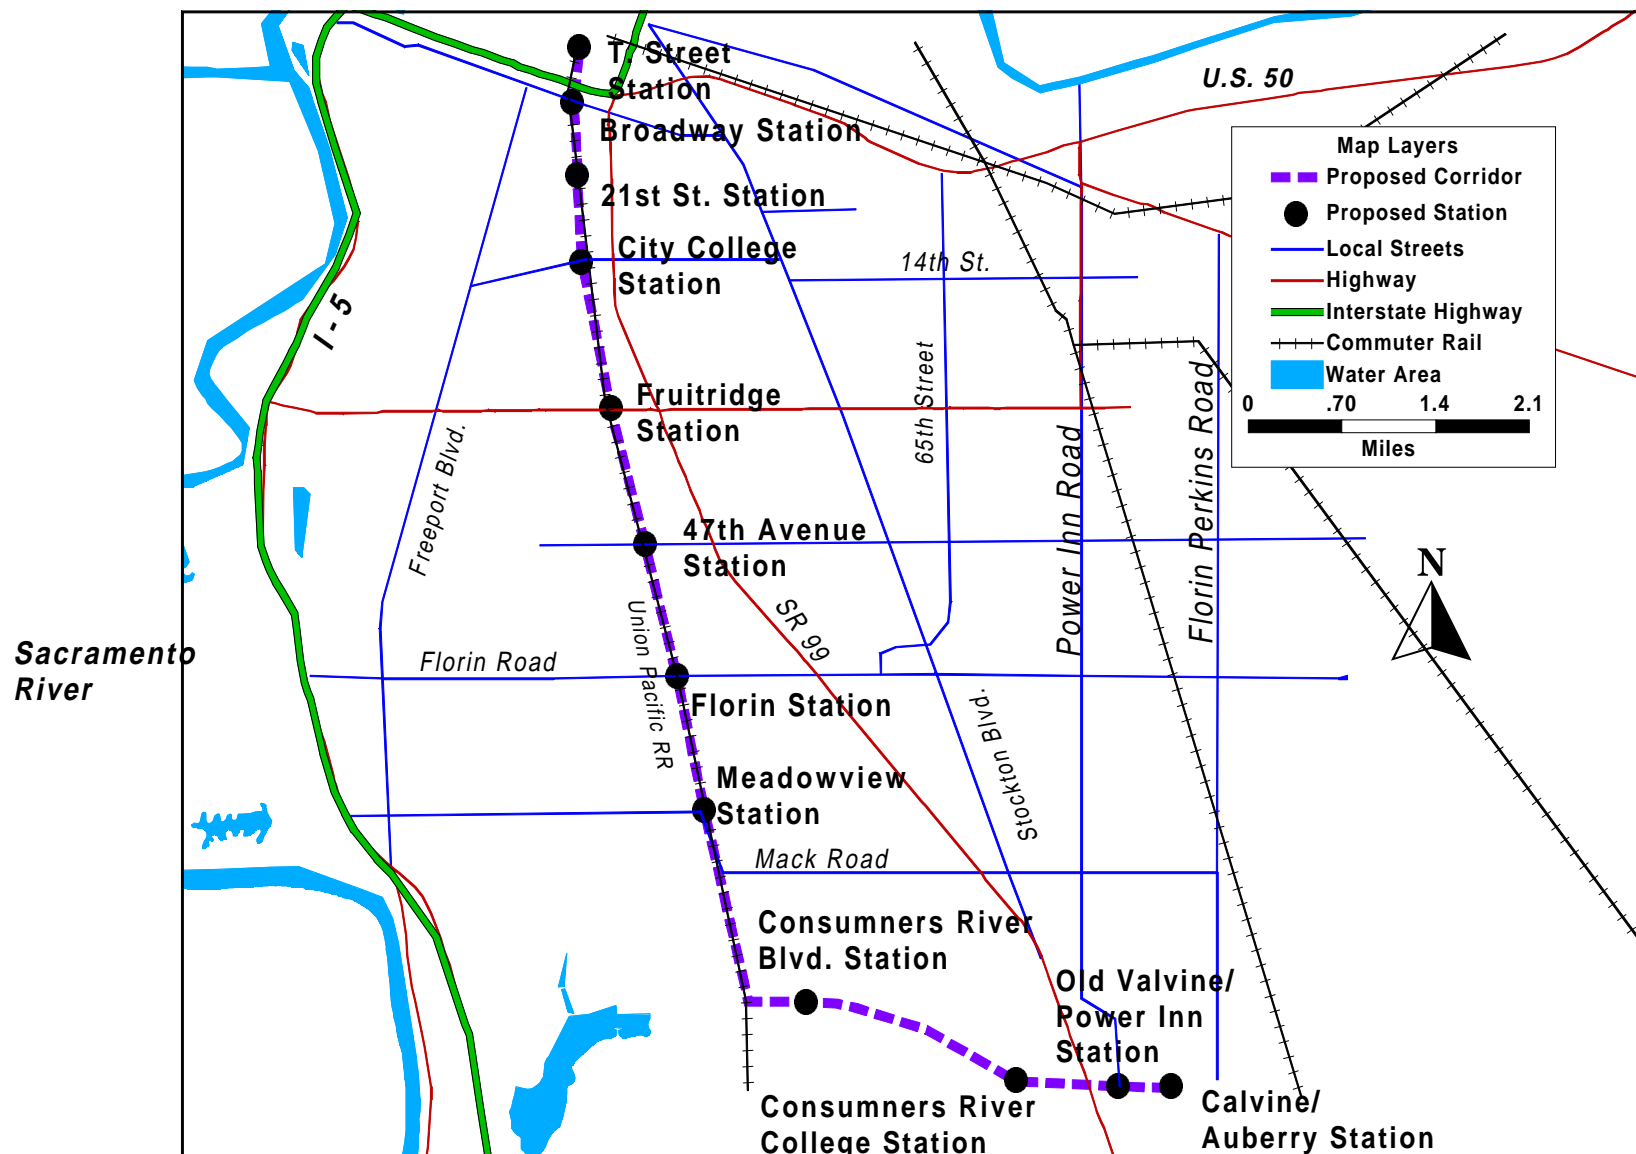 T. Street
Station
U.S. 50
Broadway Station
Map Layers
Proposed Corridor
Proposed Station
Local Streets
Highway
Interstate Highway
Commuter Rail
Water Area
0 .70 1.4 2.1
Miles
21st St. Station
City College
Station
14th St.
I - 5
Fruitridge
Station
65th Street
Freeport Blvd.
Power Inn Road
Florin Perkins Road
47th Avenue
Station
N
Union Pacific RR
SR 99
Sacramento
River
Florin Road
Florin Station
Stockton Blvd.
Meadowview
Station
Mack Road
Consumners River
Blvd. Station
Old Valvine/
Power Inn
Station
Consumners River
College Station
Calvine/
Auberry Station